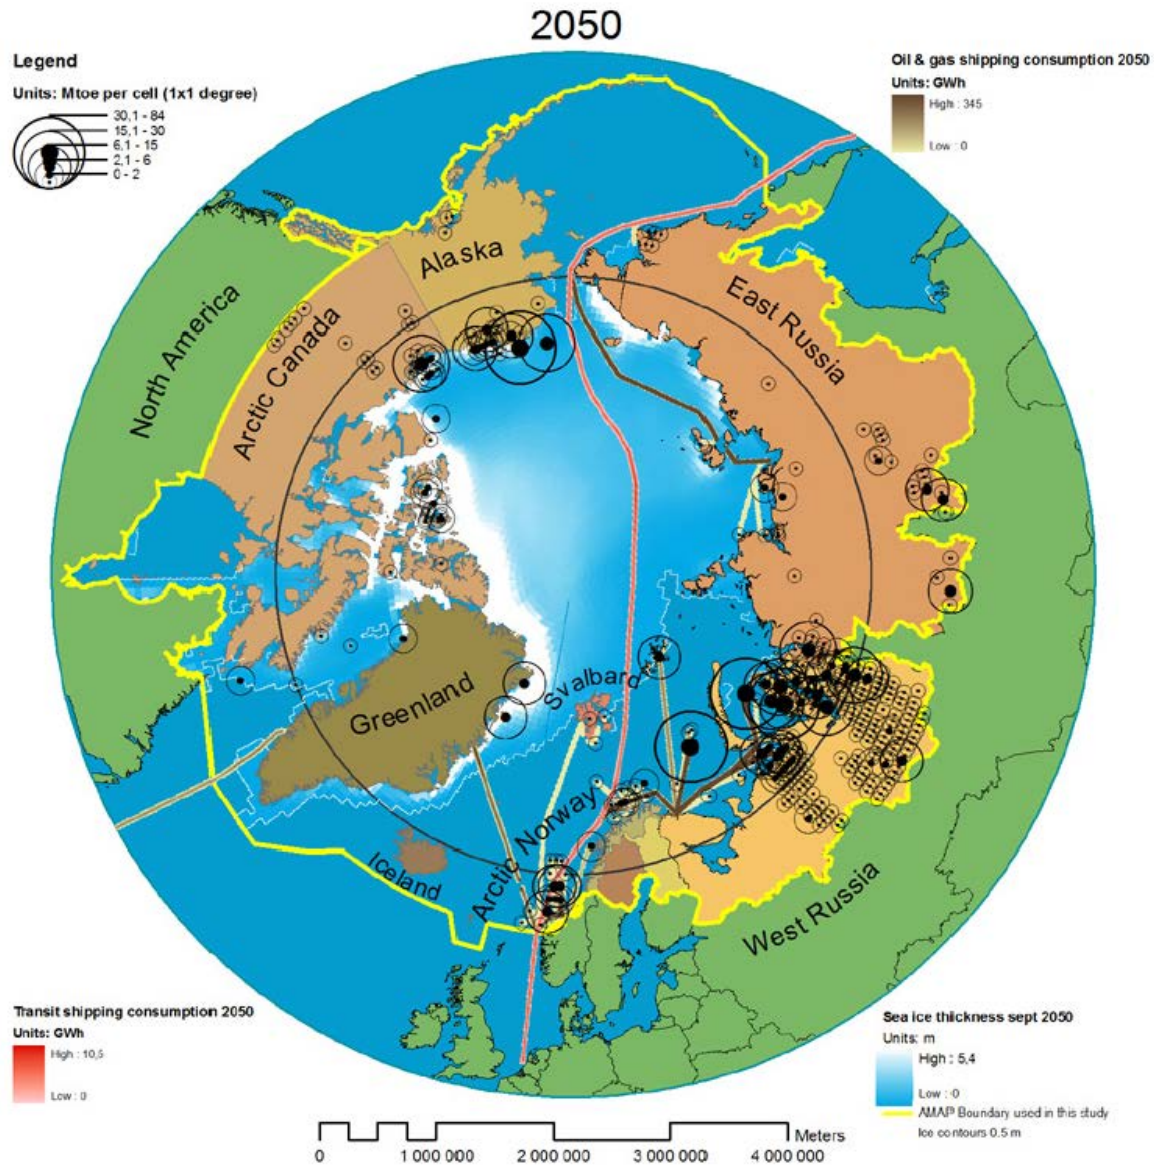 2050
Legend
Units: Mtoe per cell (1x1 degree)
30,1 - 84
15,1 - 30
6,1 - 15
2,1 - 6
0 - 2
Oil & gas shipping consumption 2050
Units: GWh
High : 345
Low : 0
Alaska
East Russia
North America
Arctic Canada
Svalbard
Greenland
Arctic Norway
Iceland
West Russia
Transit shipping consumption 2050
Units: GWh
High : 10,5
Low : 0
Sea ice thickness sept 2050
Units: m
High : 5,4
Low : 0
AMAP Boundary used in this study
Ice contours 0.5 m
Meters
0 1 000 000 2 000 000 3 000 000 4 000 000